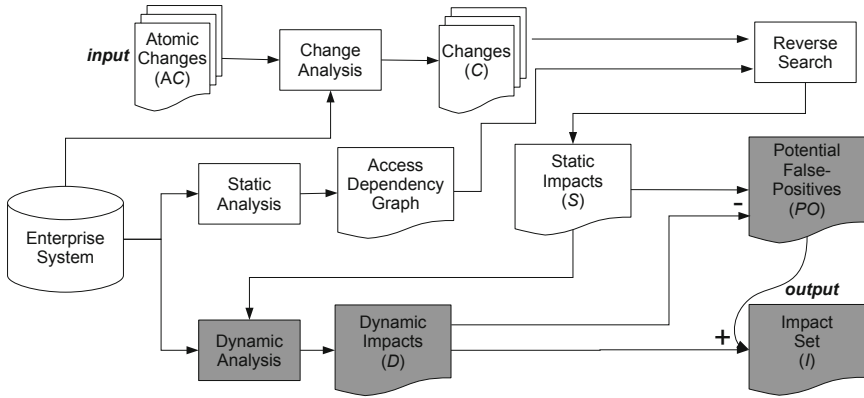 input
Atomic
Changes
(AC)
Change
Analysis
Changes
(C)
Reverse
Search
Static
Analysis
Access
Dependency
Graph
Static
Impacts
(S)
Potential
False-
Positives
(PO)
-
Enterprise
System
Dynamic
Analysis
Dynamic
Impacts
(D)
+
output
Impact
Set
(I)